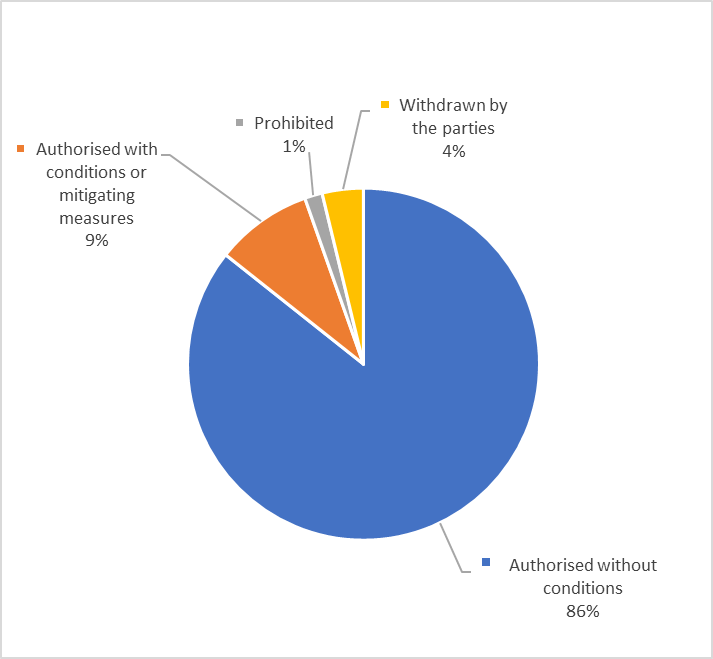 Withdrawn by
the parties
4%
Prohibited
1%
Authorised with
conditions or
mitigating
measures
9%
Authorised without
conditions
86%